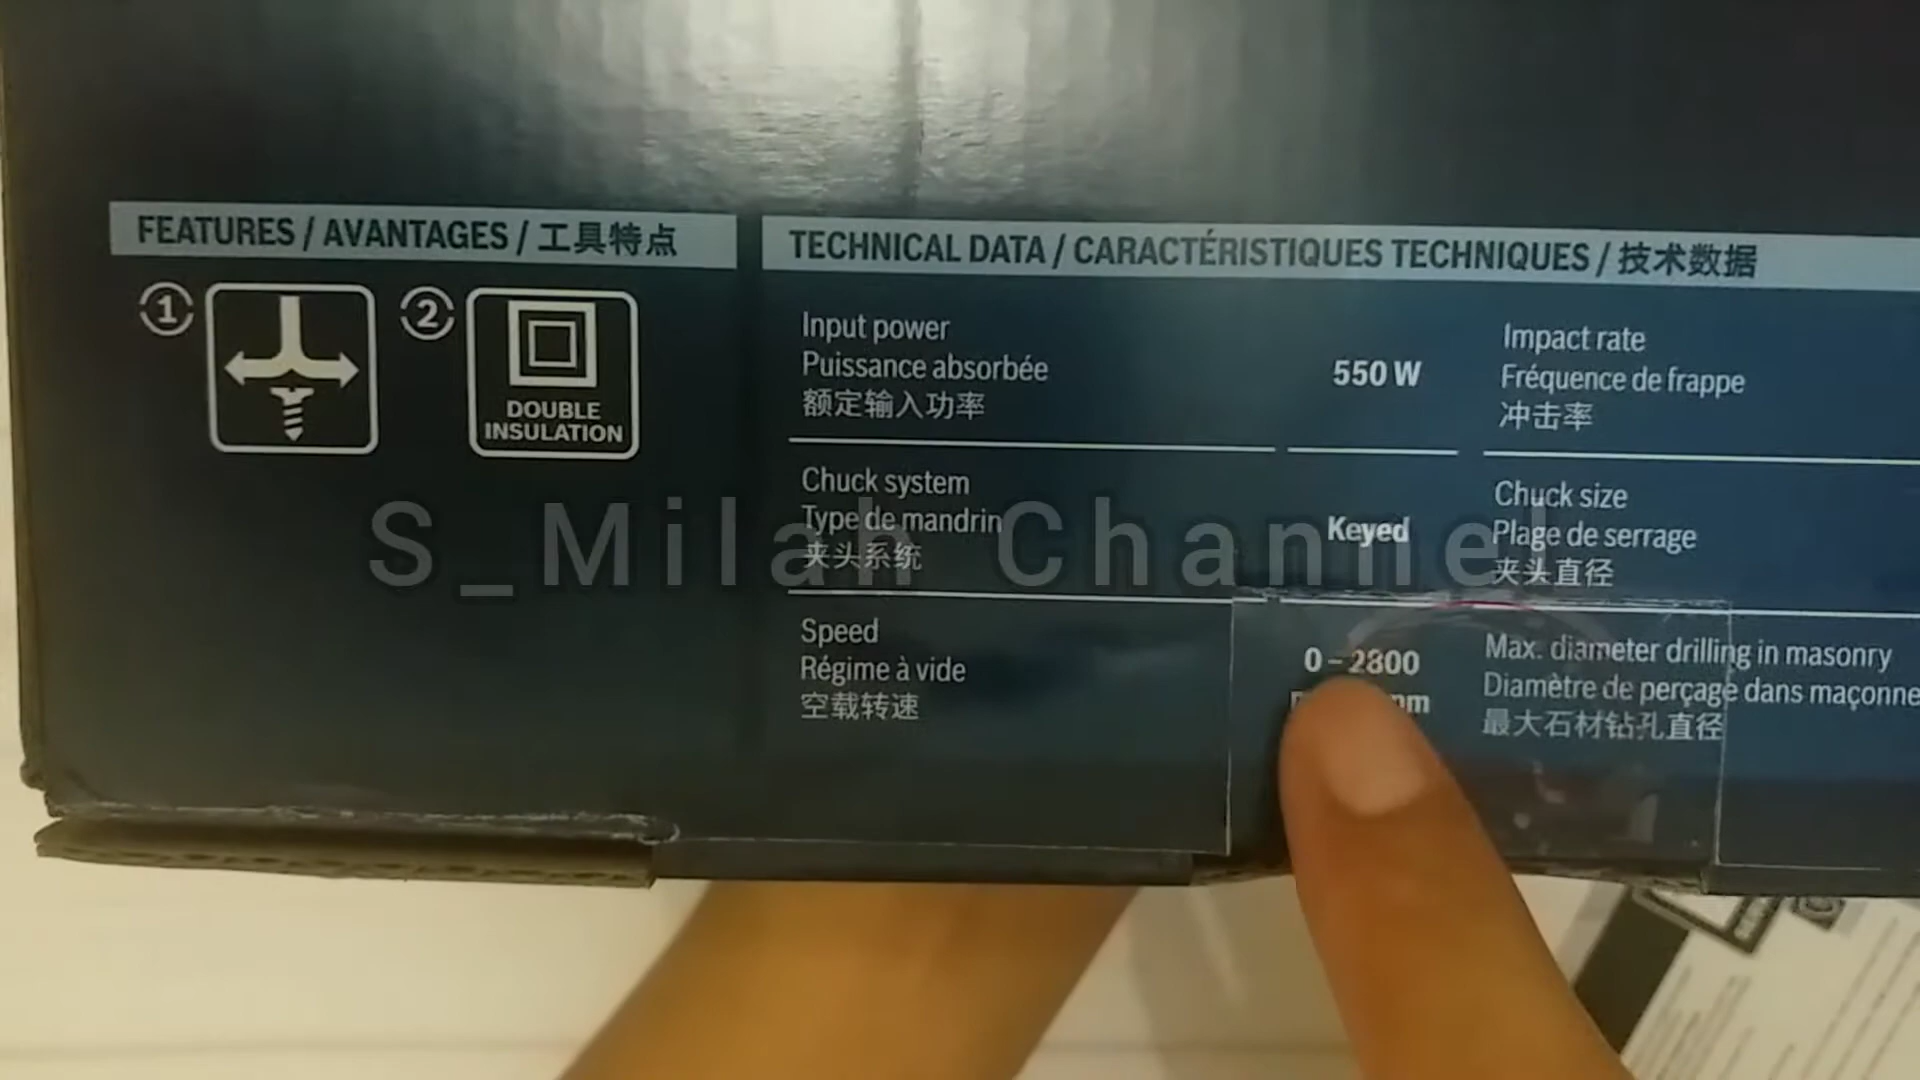 FEATURES / AVANTAGES / 工具特点
1
2
DOUBLE
INSULATION
TECHNICAL DATA / CARACTÉRISTIQUES TECHNIQUES / 技术数据
Input power
Puissance absorbée
额定输入功率
550 W
Impact rate
Fréquence de frappe
冲击率
Chuck system
Type de mandrin
夹头系统
Keyed
Chuck size
Plage de serrage
夹头直径
Speed
Régime à vide
空载转速
0 – 2800
Max. diameter drilling in masonry
Diamètre de perçage dans
最大石材钻孔直径
S_Milah Channel